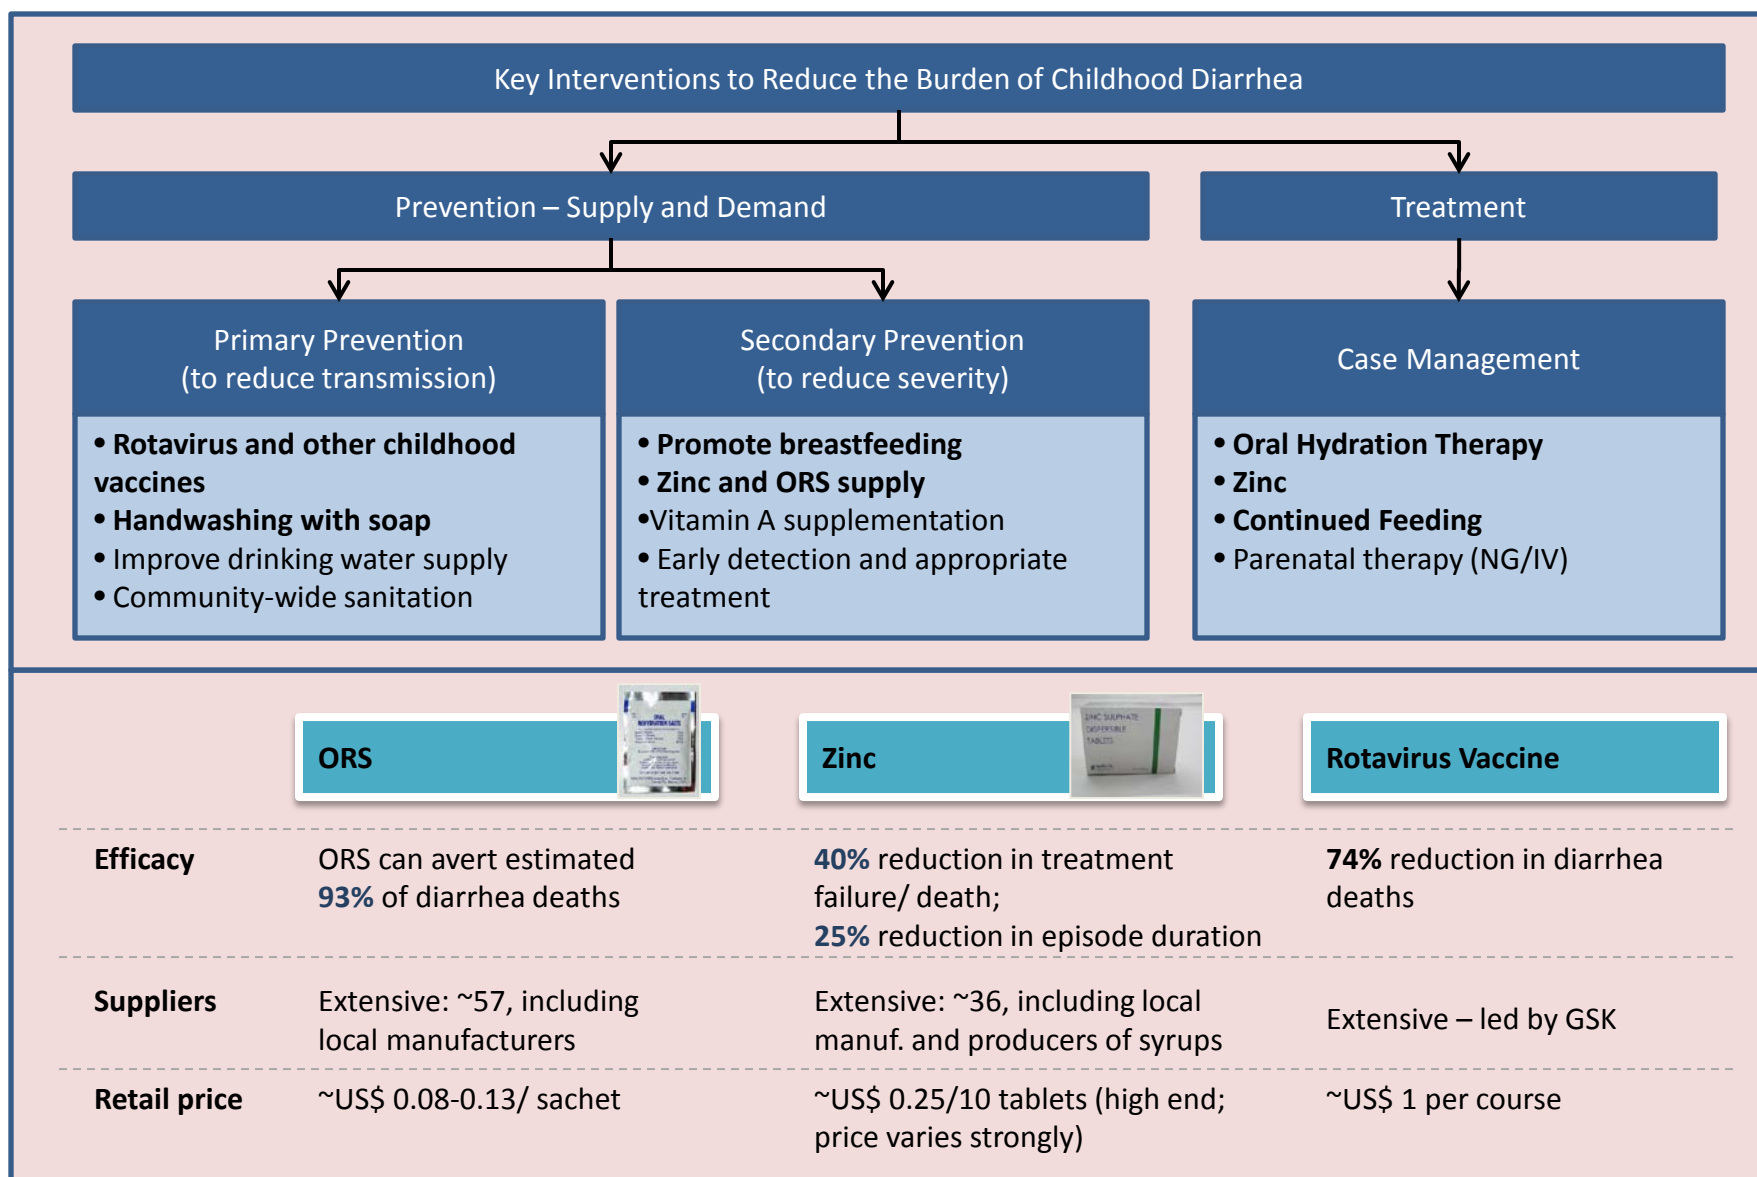 Key Interventions to Reduce the Burden of Childhood Diarrhea
Prevention – Supply and Demand
Treatment
Primary Prevention
(to reduce transmission)
Secondary Prevention
(to reduce severity)
Case Management
• Rotavirus and other childhood
vaccines
• Handwashing with soap
• Improve drinking water supply
• Community-wide sanitation
• Promote breastfeeding
• Zinc and ORS supply
•Vitamin A supplementation
• Early detection and appropriate
treatment
• Oral Hydration Therapy
• Zinc
• Continued Feeding
• Parenatal therapy (NG/IV)
ORS
ORAL
REHYDRATION SALTS
Zinc
ZINC SULPHATE
DISPERSIBLE
TABLETS
Rotavirus Vaccine
Efficacy
ORS can avert estimated
93% of diarrhea deaths
40% reduction in treatment
failure/ death;
25% reduction in episode duration
74% reduction in diarrhea
deaths
Suppliers
Extensive: ~57, including
local manufacturers
Extensive: ~36, including local
manuf. and producers of syrups
Extensive – led by GSK
Retail price
~US$ 0.08-0.13/ sachet
~US$ 0.25/10 tablets (high end;
price varies strongly)
~US$ 1 per course